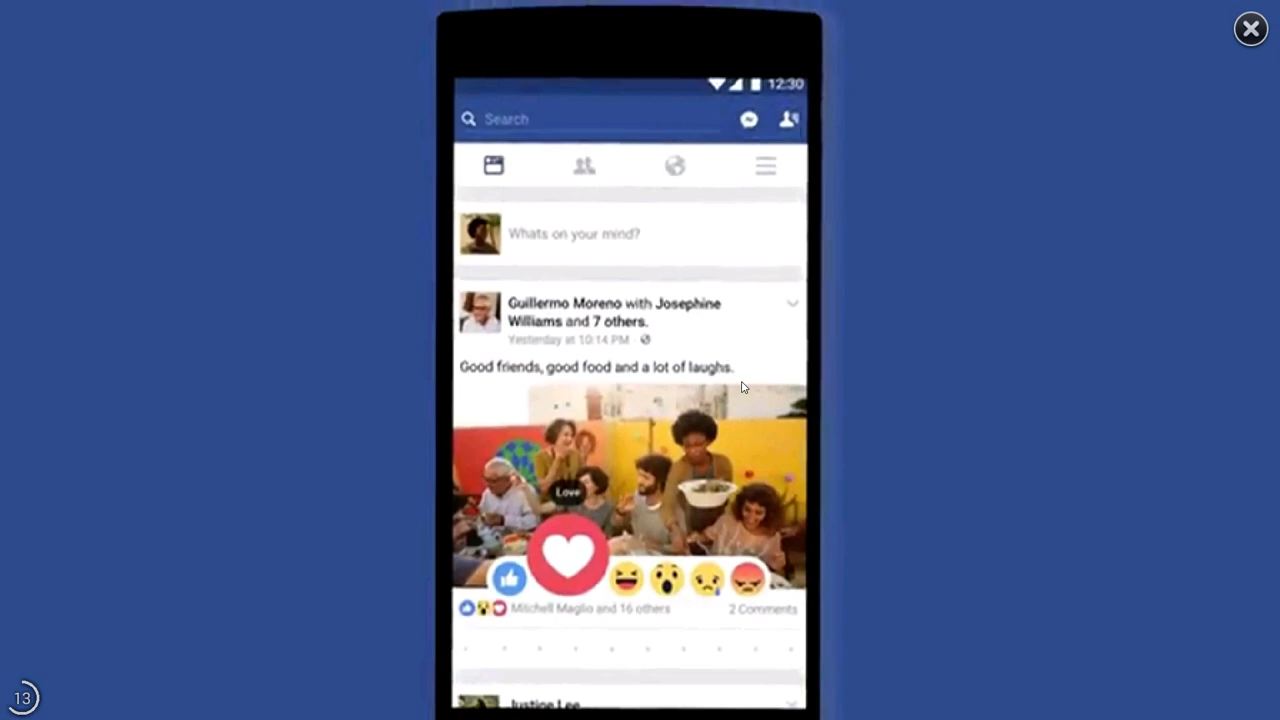 12:30
Search
Whats on your mind?
Guillermo Moreno with Josephine
Williams and 7 others.
Yesterday at 10:14 PM
Good friends, good food and a lot of laughs.
Love
Mitchell Maglio and 16 others 2 Comments
Justice Lee
13